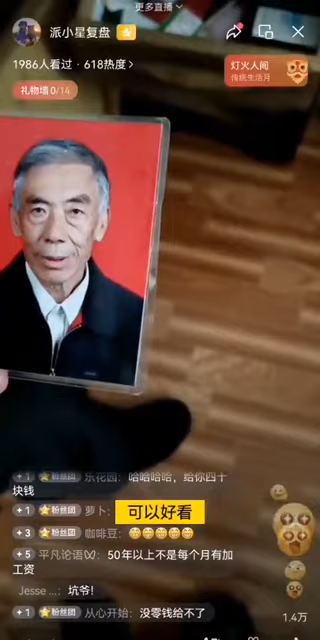 更多直播
派小星复盘
1986人看过 · 618热度>
灯火人间
传统生活月
礼物墙 0/14
+1 粉丝团 乐花园：哈哈哈哈，给你四十
块钱
+1 粉丝团 萝卜：
可以好看
+3 粉丝团 咖啡豆：
+5 平凡论语：50年以上不是每个月有加
工资
Jesse ...：坑爷!
+1 粉丝团 从心开始：没零钱给不了
1.4万